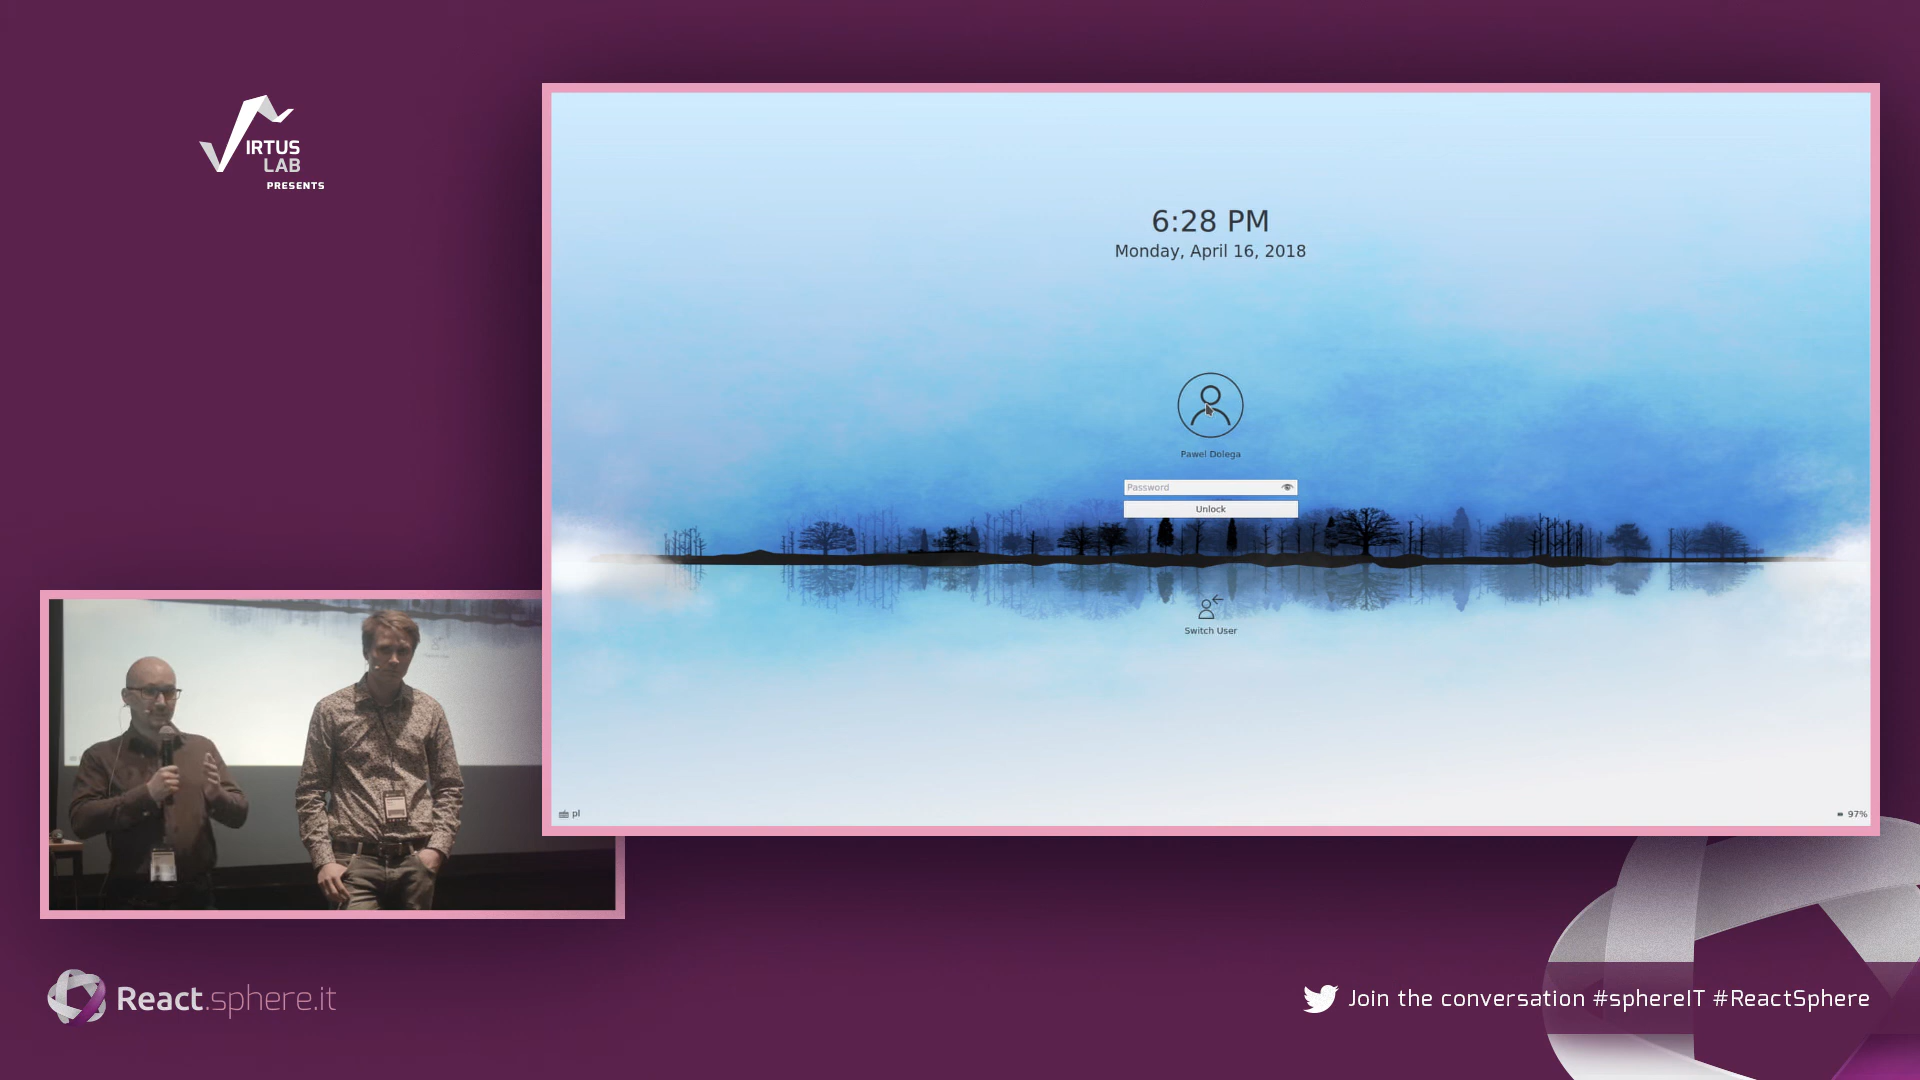 IRTUS
LAB
PRESENTS
6:28 PM
Monday, April 16, 2018
Pawel Dolega
Password
Unlock
Switch User
pl
97%
React.sphere.it
Join the conversation #sphereIT #ReactSphere